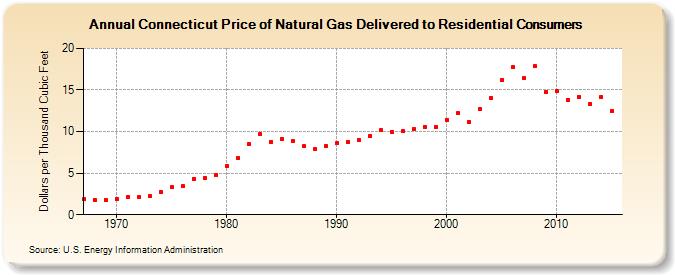 Annual Connecticut Price of Natural Gas Delivered to Residential Consumers
Dollars per Thousand Cubic Feet
20
15
10
5
0
1970 1980 1990 2000 2010
Source: U.S. Energy Information Administration